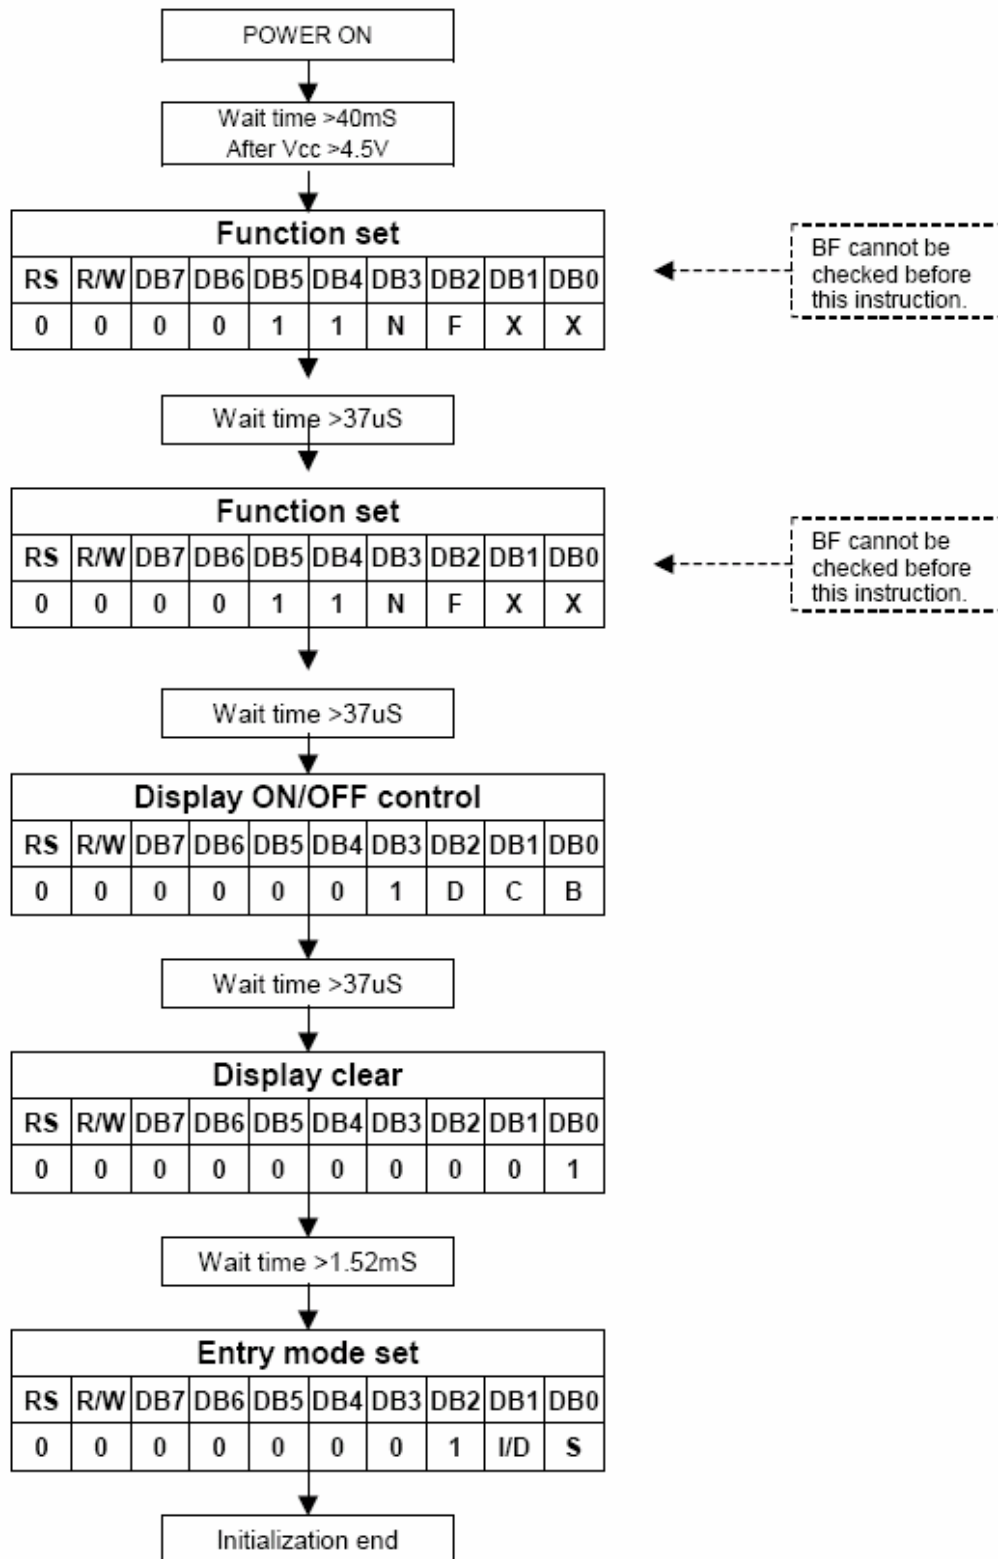 POWER ON
Wait time >40mS
After Vcc >4.5V
Function set
RS R/W DB7 DB6 DB5 DB4 DB3 DB2 DB1 DB0
0 0 0 0 1 1 N F X X
BF cannot be
checked before
this instruction.
Wait time >37uS
Function set
RS R/W DB7 DB6 DB5 DB4 DB3 DB2 DB1 DB0
0 0 0 0 1 1 N F X X
BF cannot be
checked before
this instruction.
Wait time >37uS
Display ON/OFF control
RS R/W DB7 DB6 DB5 DB4 DB3 DB2 DB1 DB0
0 0 0 0 0 0 1 D C B
Wait time >37uS
Display clear
RS R/W DB7 DB6 DB5 DB4 DB3 DB2 DB1 DB0
0 0 0 0 0 0 0 0 0 1
Wait time >1.52mS
Entry mode set
RS R/W DB7 DB6 DB5 DB4 DB3 DB2 DB1 DB0
0 0 0 0 0 0 0 1 I/D S
Initialization end